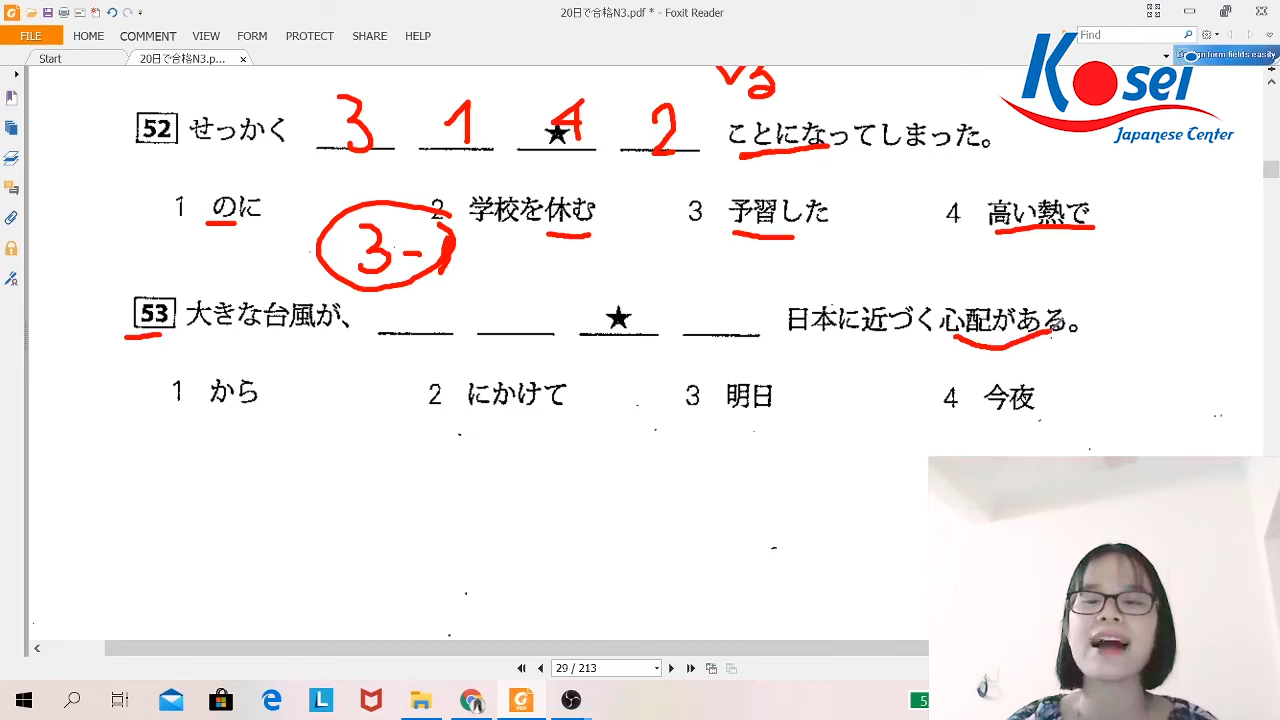 20日で合格N3.pdf * - Foxit Reader
FILE HOME COMMENT VIEW FORM PROTECT SHARE HELP
Find
Start 20日で合格N3.p...
form fields easily
Kosei
Japanese Center
52 せっかく 3 1 4★ 2 ことになってしまった。
1 のに 2 学校を休む 3 予習した 4 高い熱で
3-1
53 大きな台風が、 ★ 日本に近づく心配がある。
1 から 2 にかけて 3 明日 4 今夜
29 / 213